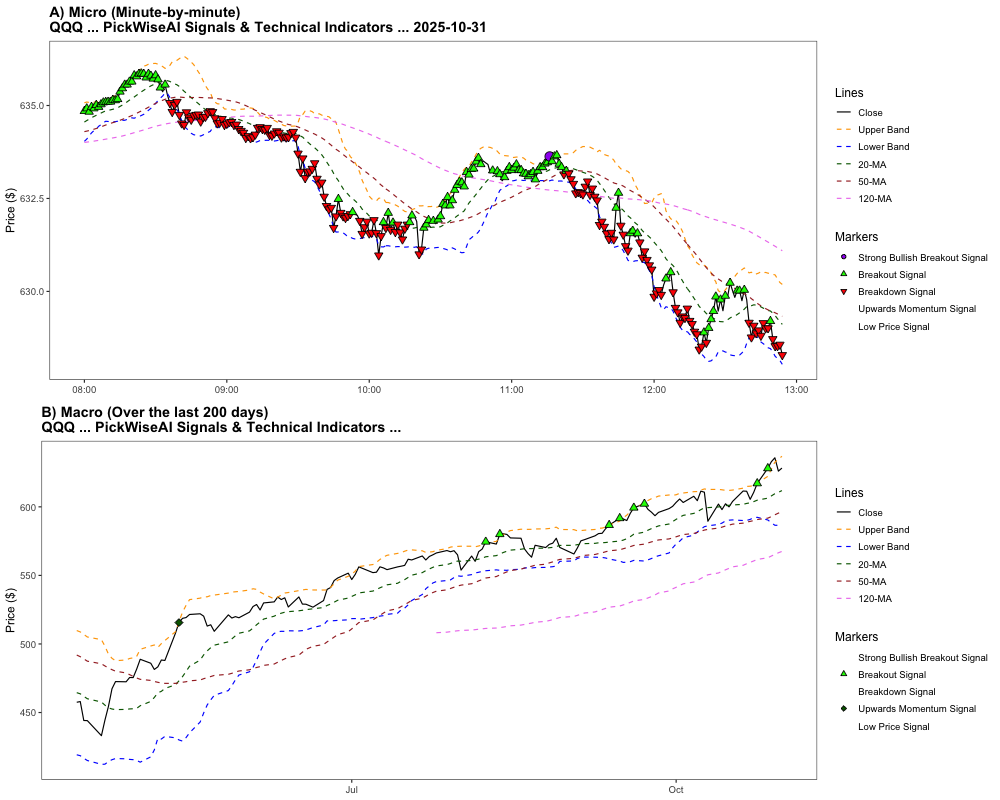 A) Micro (Minute-by-minute)
QQQ ... PickWiseAI Signals & Technical Indicators ... 2025-10-31
Price ($)
635.0
632.5
630.0
08:00
09:00
10:00
11:00
12:00
13:00
Lines
Close
Upper Band
Lower Band
20-MA
50-MA
120-MA
Markers
Strong Bullish Breakout Signal
Breakout Signal
Breakdown Signal
Upwards Momentum Signal
Low Price Signal
B) Macro (Over the last 200 days)
QQQ ... PickWiseAI Signals & Technical Indicators ...
Price ($)
600
550
500
450
Jul
Oct
Lines
Close
Upper Band
Lower Band
20-MA
50-MA
120-MA
Markers
Strong Bullish Breakout Signal
Breakout Signal
Breakdown Signal
Upwards Momentum Signal
Low Price Signal